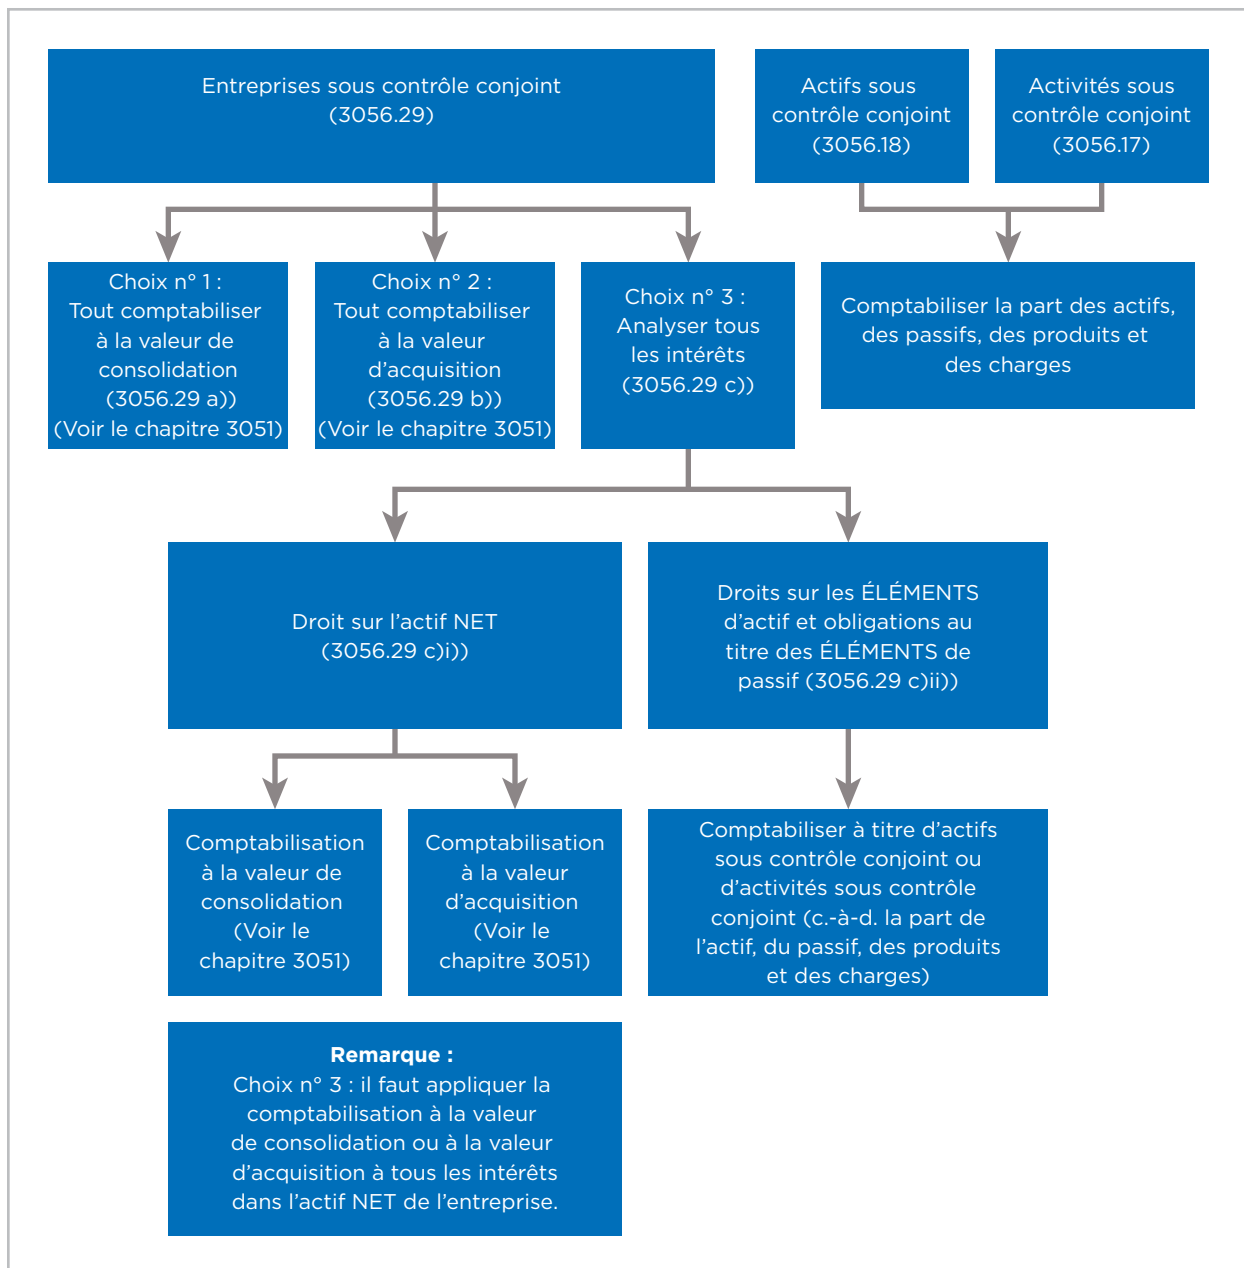 Entreprises sous contrôle conjoint
(3056.29)
Actifs sous
contrôle conjoint
(3056.18)
Activités sous
contrôle conjoint
(3056.17)
Choix n° 1 :
Tout comptabiliser
à la valeur de
consolidation
(3056.29 a))
(Voir le chapitre 3051)
Choix n° 2 :
Tout comptabiliser
à la valeur
d’acquisition
(3056.29 b))
(Voir le chapitre 3051)
Choix n° 3 :
Analyser tous
les intérêts
(3056.29 c))
Comptabiliser la part des actifs,
des passifs, des produits et
des charges
Droit sur l’actif NET
(3056.29 c)i))
Droits sur les ÉLÉMENTS
d’actif et obligations au
titre des ÉLÉMENTS de
passif (3056.29 c)ii))
Comptabilisation
à la valeur de
consolidation
(Voir le
chapitre 3051)
Comptabilisation
à la valeur
d’acquisition
(Voir le
chapitre 3051)
Comptabiliser à titre d’actifs
sous contrôle conjoint ou
d’activités sous contrôle
conjoint (c.-à-d. la part de
l’actif, du passif, des produits
et des charges)
Remarque :
Choix n° 3 : il faut appliquer la
comptabilisation à la valeur
de consolidation ou à la valeur
d’acquisition à tous les intérêts
dans l’actif NET de l’entreprise.